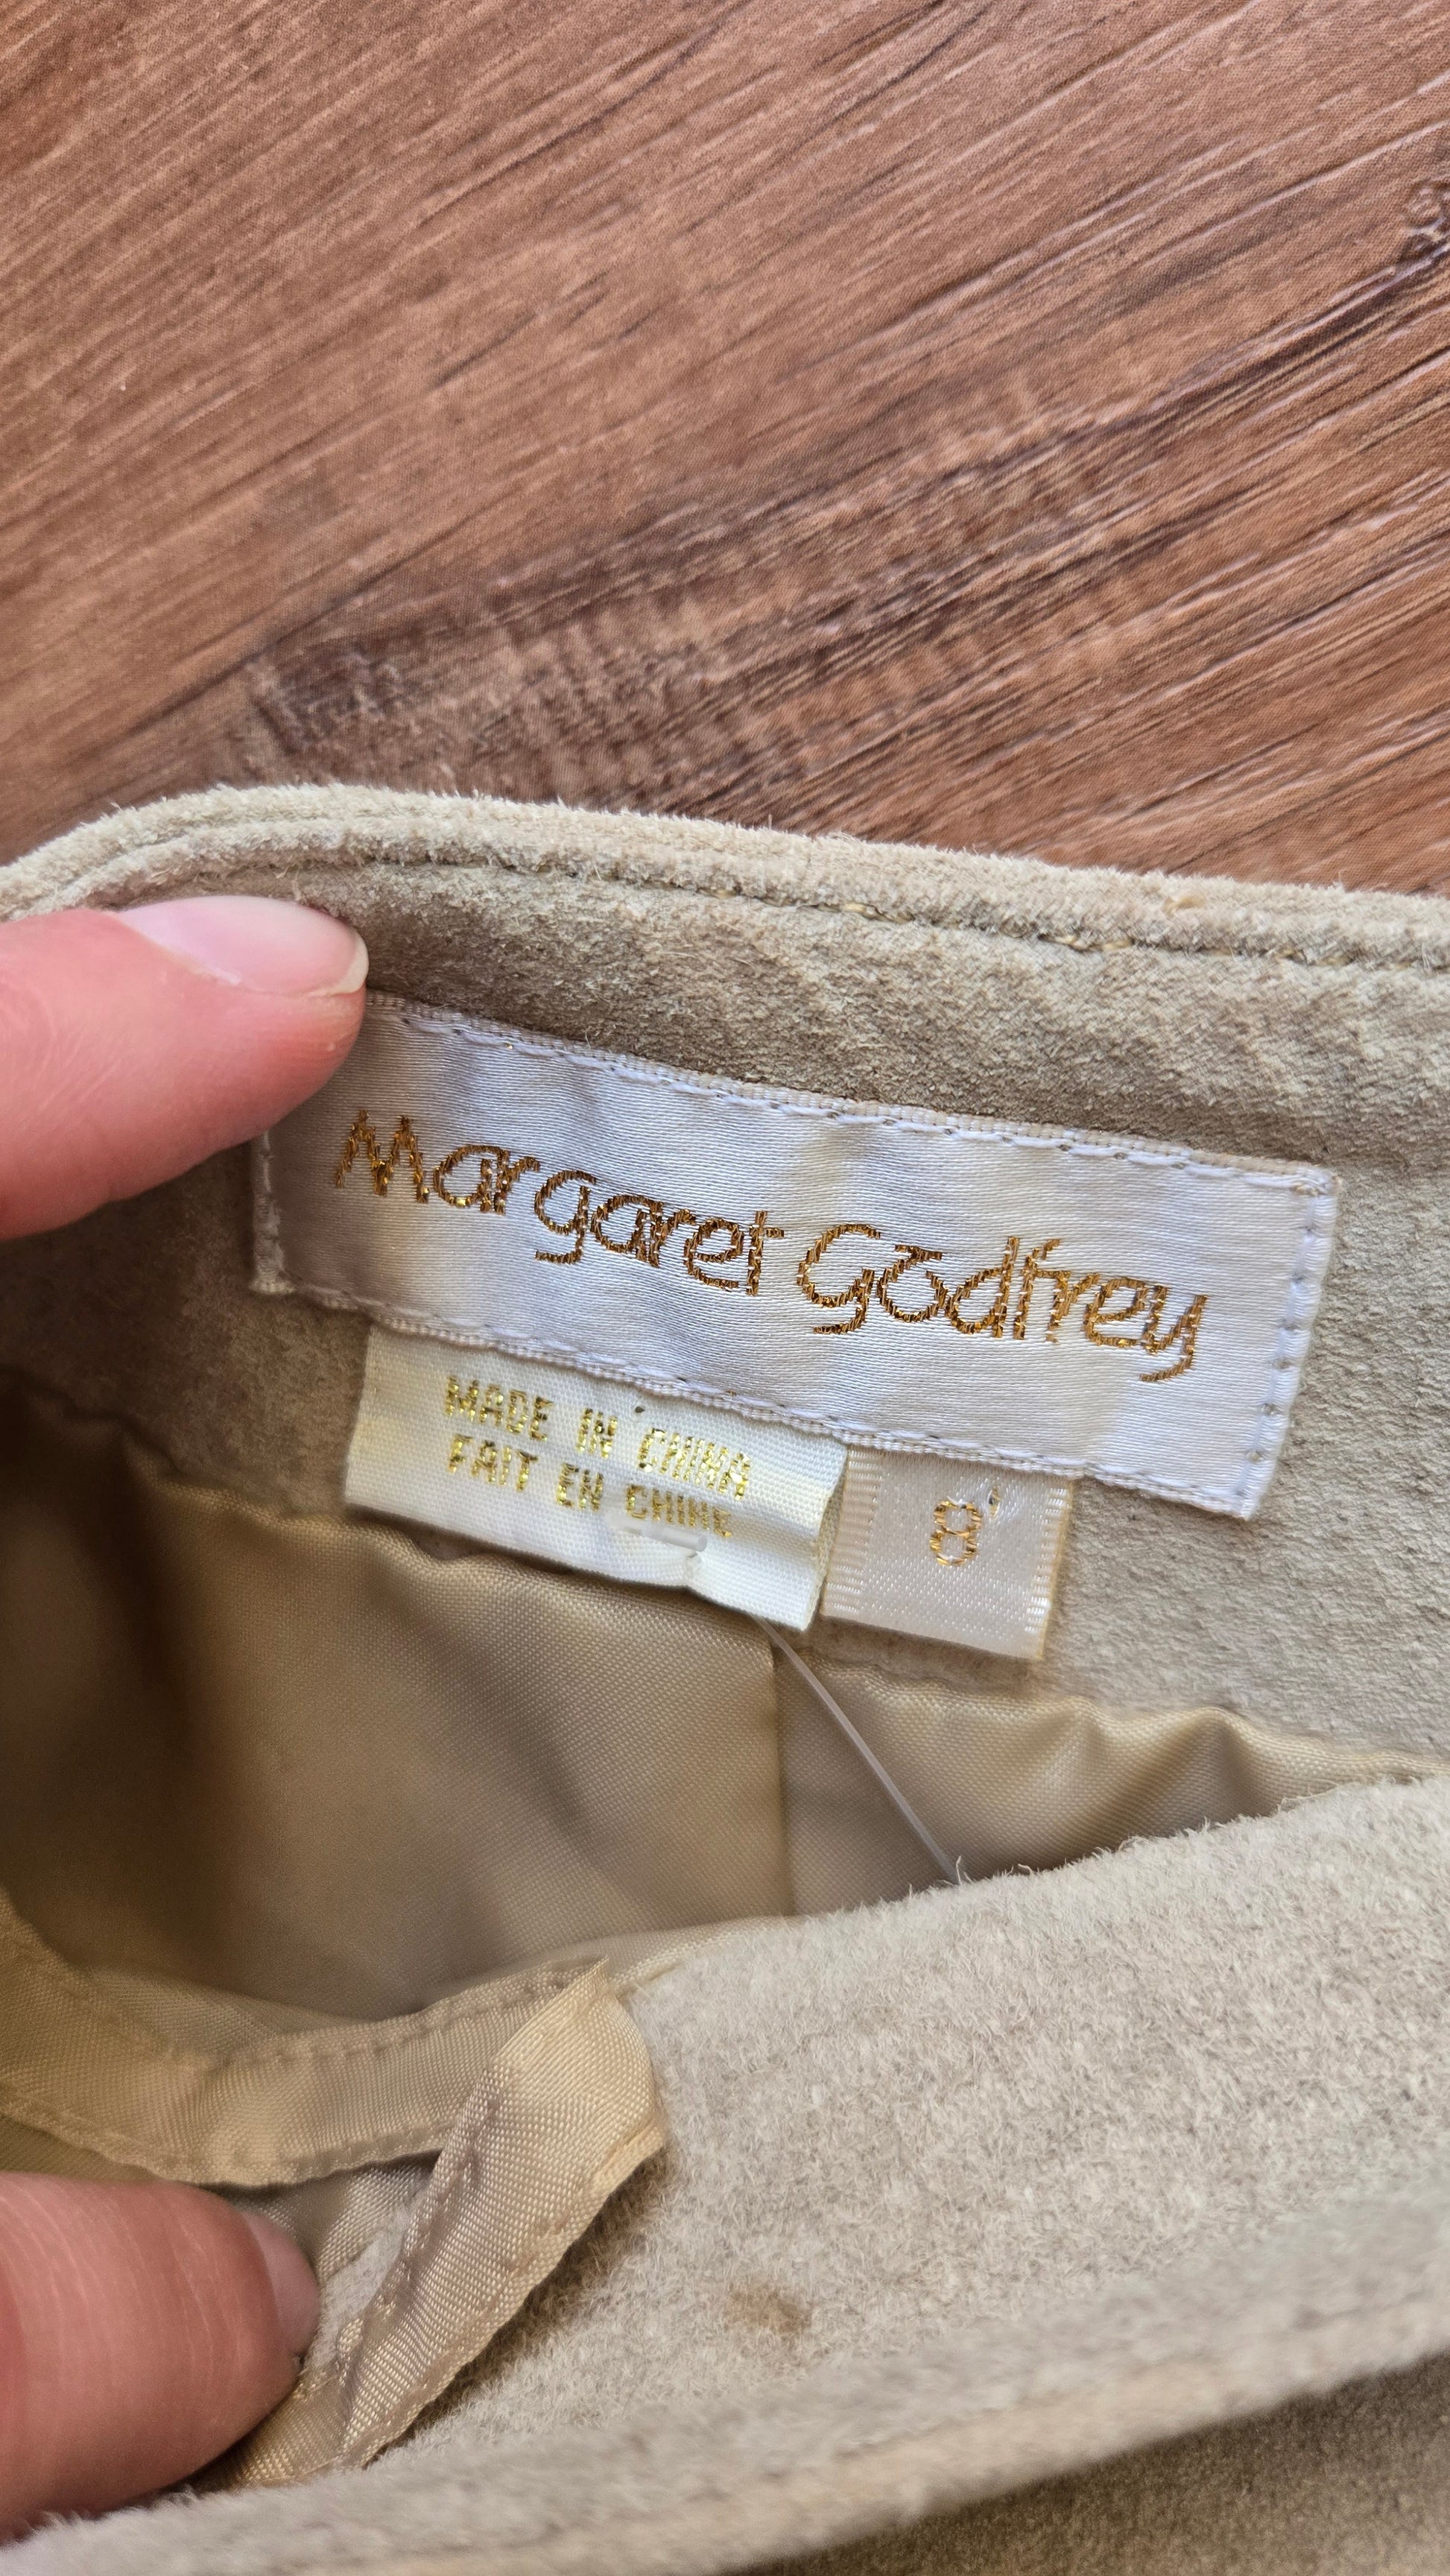 Margaret Godfrey
MADE IN CHINA
FAIT EN CHINE
8